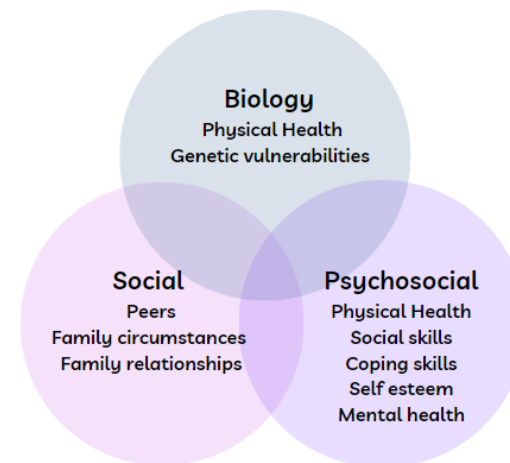 Biology
Physical Health
Genetic vulnerabilities
Social
Peers
Family circumstances
Family relationships
Psychosocial
Physical Health
Social skills
Coping skills
Self esteem
Mental health